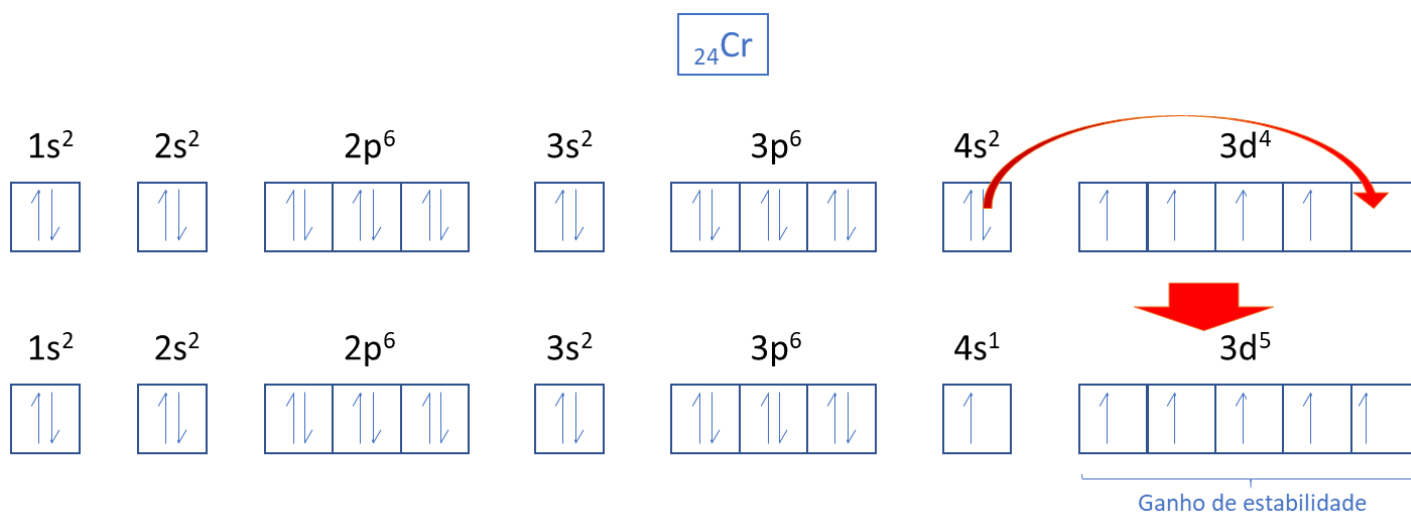 ₂₄Cr
1s² 2s² 2p⁶ 3s² 3p⁶ 4s² 3d⁴
1s² 2s² 2p⁶ 3s² 3p⁶ 4s¹ 3d⁵
Ganho de estabilidade